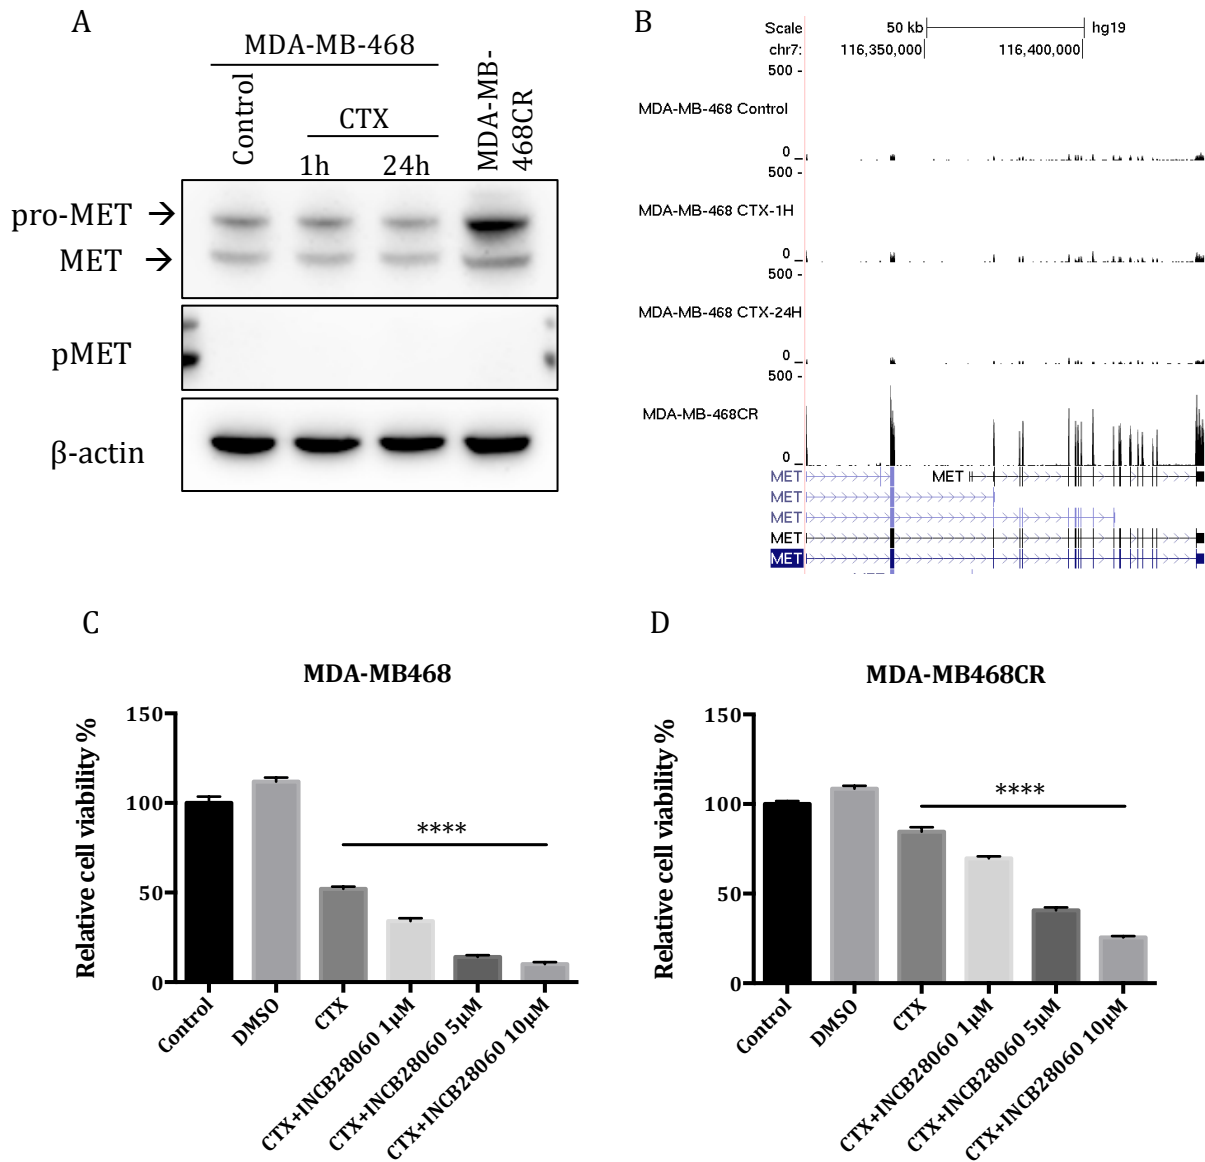 A
MDA-MB-468
Control
CTX
1h
24h
MDA-MB-
468CR
pro-MET →
MET →
pMET
β-actin
B
Scale
50 kb
hg19
chr7:
116,350,000
116,400,000
500 -
MDA-MB-468 Control
0 _
500 -
MDA-MB-468 CTX-1H
0 _
500 -
MDA-MB-468 CTX-24H
0 _
500 -
MDA-MB-468CR
0 _
MET
MET
MET
MET
MET
MET
C
MDA-MB468
Relative cell viability %
150
100
50
0
****
Control
DMSO
CTX
CTX+INCB28060 1μM
CTX+INCB28060 5μM
CTX+INCB28060 10μM
D
MDA-MB468CR
Relative cell viability %
150
100
50
0
****
Control
DMSO
CTX
CTX+INCB28060 1μM
CTX+INCB28060 5μM
CTX+INCB28060 10μM